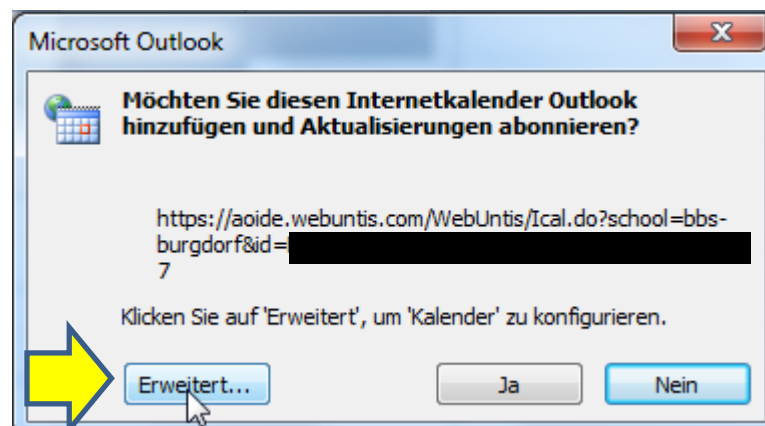 Microsoft Outlook
Möchten Sie diesen Internetkalender Outlook
hinzufügen und Aktualisierungen abonnieren?
https://aoide.webuntis.com/WebUntis/Ical.do?school=bbs-
burgdorf&id=
7
Klicken Sie auf 'Erweitert', um 'Kalender' zu konfigurieren.
Erweitert... Ja Nein